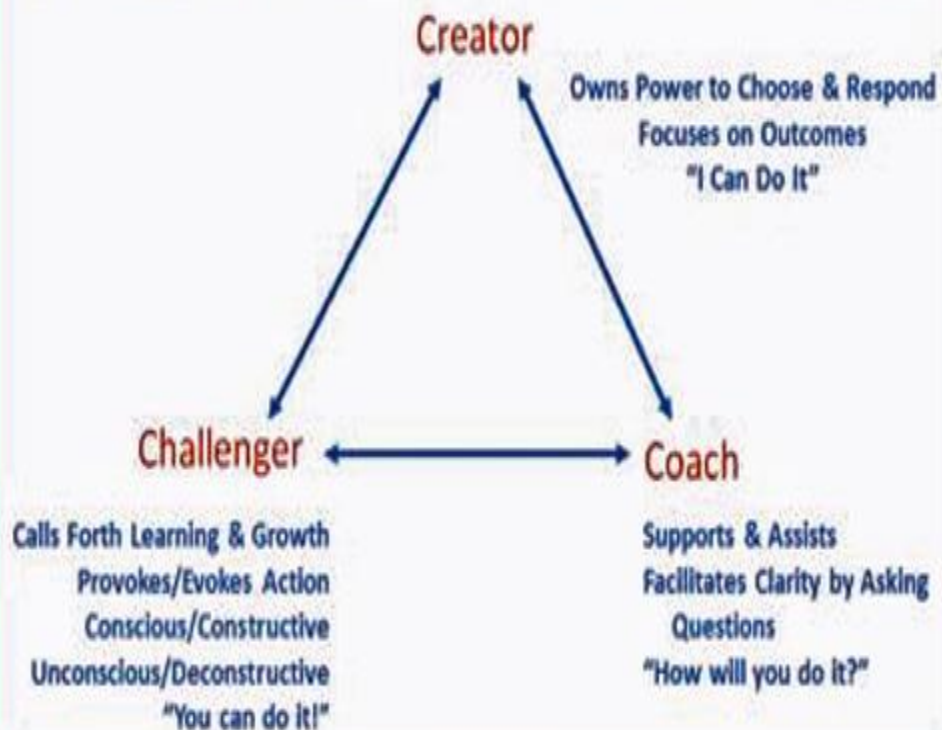 Creator
Owns Power to Choose & Respond
Focuses on Outcomes
"I Can Do It"
Challenger
Calls Forth Learning & Growth
Provokes/Evokes Action
Conscious/Constructive
Unconscious/Deconstructive
"You can do it!"
Coach
Supports & Assists
Facilitates Clarity by Asking
Questions
"How will you do it?"